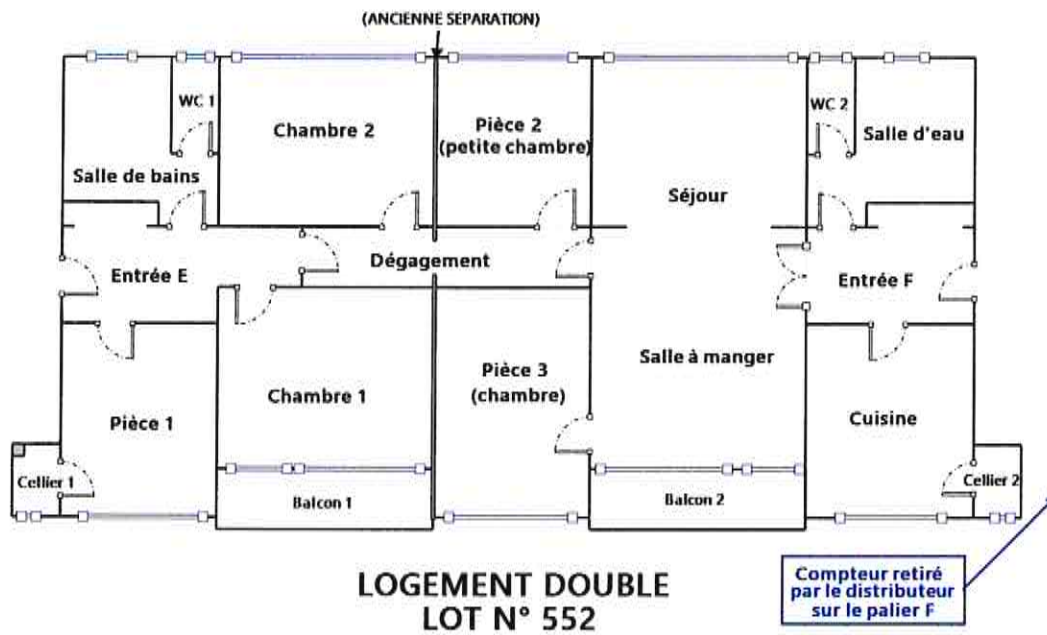 (ANCIENNE SÉPARATION)
WC 1
Chambre 2
Pièce 2
(petite chambre)
WC 2
Salle d'eau
Salle de bains
Séjour
Entrée E
Dégagement
Entrée F
Salle à manger
Pièce 3
(chambre)
Chambre 1
Pièce 1
Cuisine
Cellier 1
Balcon 1
Balcon 2
Cellier 2
LOGEMENT DOUBLE
LOT N° 552
Compteur retiré
par le distributeur
sur le palier F